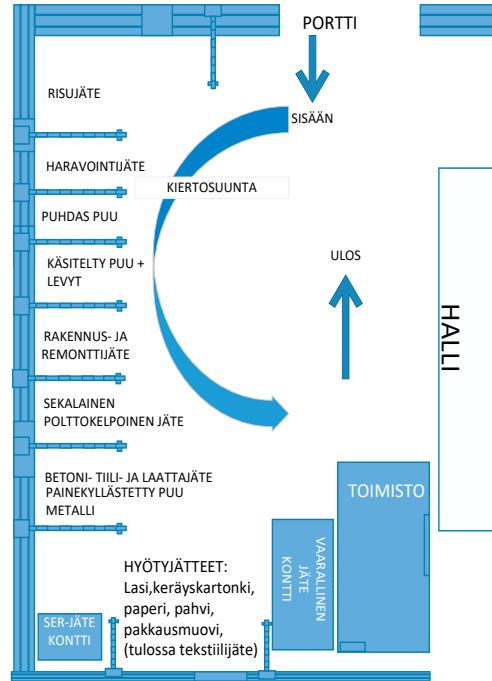 PORTTI
SISÄÄN
RISUJÄTE
HARAVOINTIJÄTE
KIERTOSUUNTA
PUHDAS PUU
KÄSITELTY PUU +
LEVYT
ULOS
HALLI
RAKENNUS- JA
REMONTTIJÄTE
SEKALAINEN
POLTTOKELPOINEN JÄTE
BETONI- TIILI- JA LAATTAJÄTE
PAINEKYLLÄSTETTY PUU
METALLI
TOIMISTO
VAARALLINEN
JÄTE
KONTTI
HYÖTYJÄTTEET:
Lasi,keräyskartonki,
paperi, pahvi,
pakkausmuovi,
(tulossa tekstiilijäte)
SER-JÄTE
KONTTI